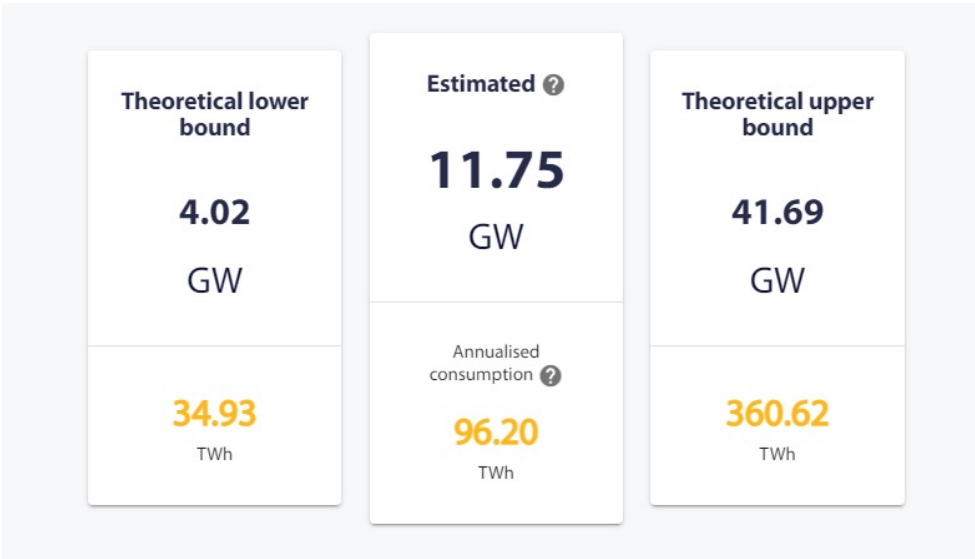 Theoretical lower
bound
4.02
GW
34.93
TWh
Estimated ?
11.75
GW
Annualised
consumption ?
96.20
TWh
Theoretical upper
bound
41.69
GW
360.62
TWh